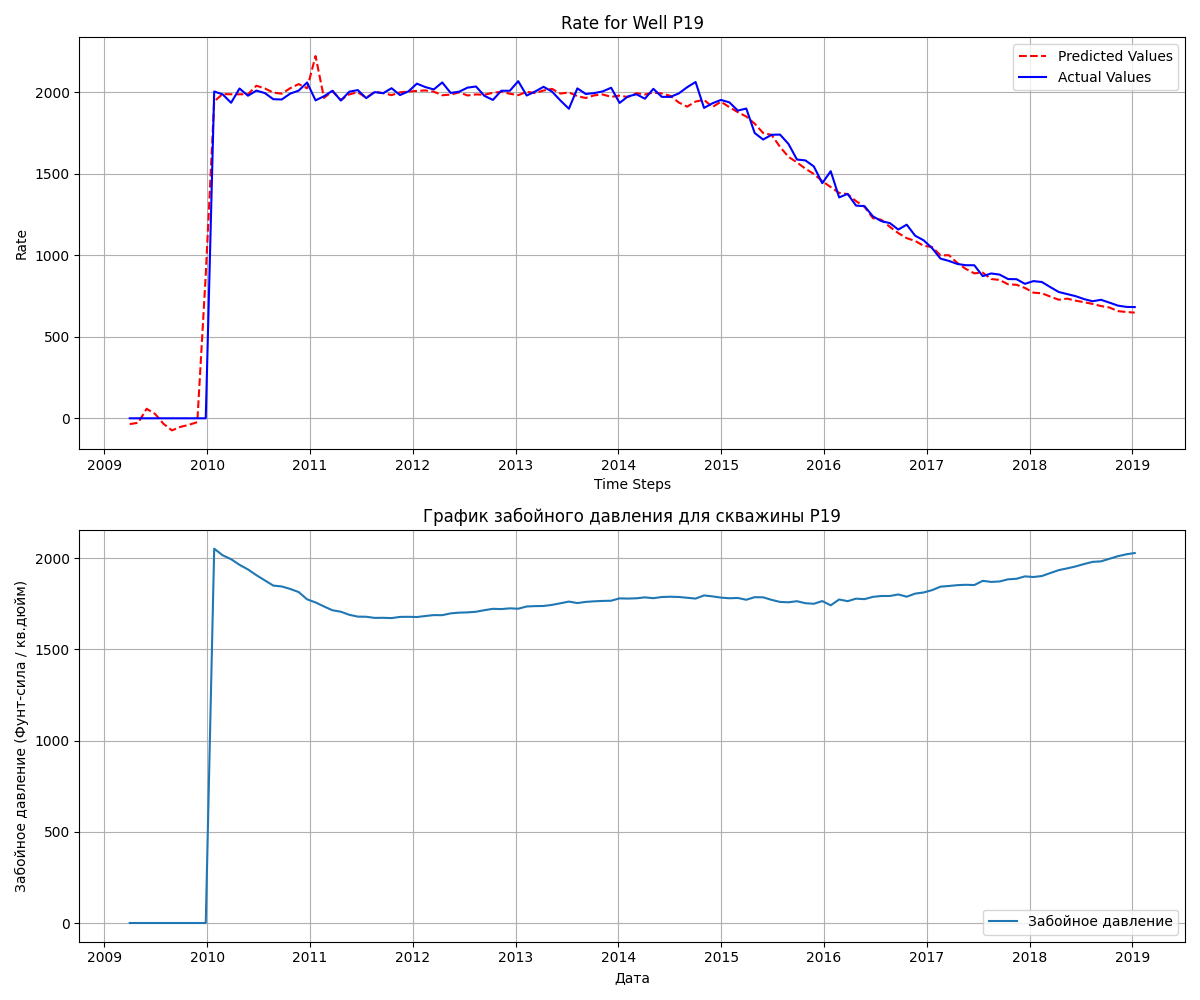 Rate for Well P19
Predicted Values
Actual Values
2000
1500
1000
500
0
Rate
2009 2010 2011 2012 2013 2014 2015 2016 2017 2018 2019
Time Steps
График забойного давления для скважины P19
2000
1500
1000
500
0
Забойное давление (Фунт-сила / кв.дюйм)
Забойное давление
2009 2010 2011 2012 2013 2014 2015 2016 2017 2018 2019
Дата